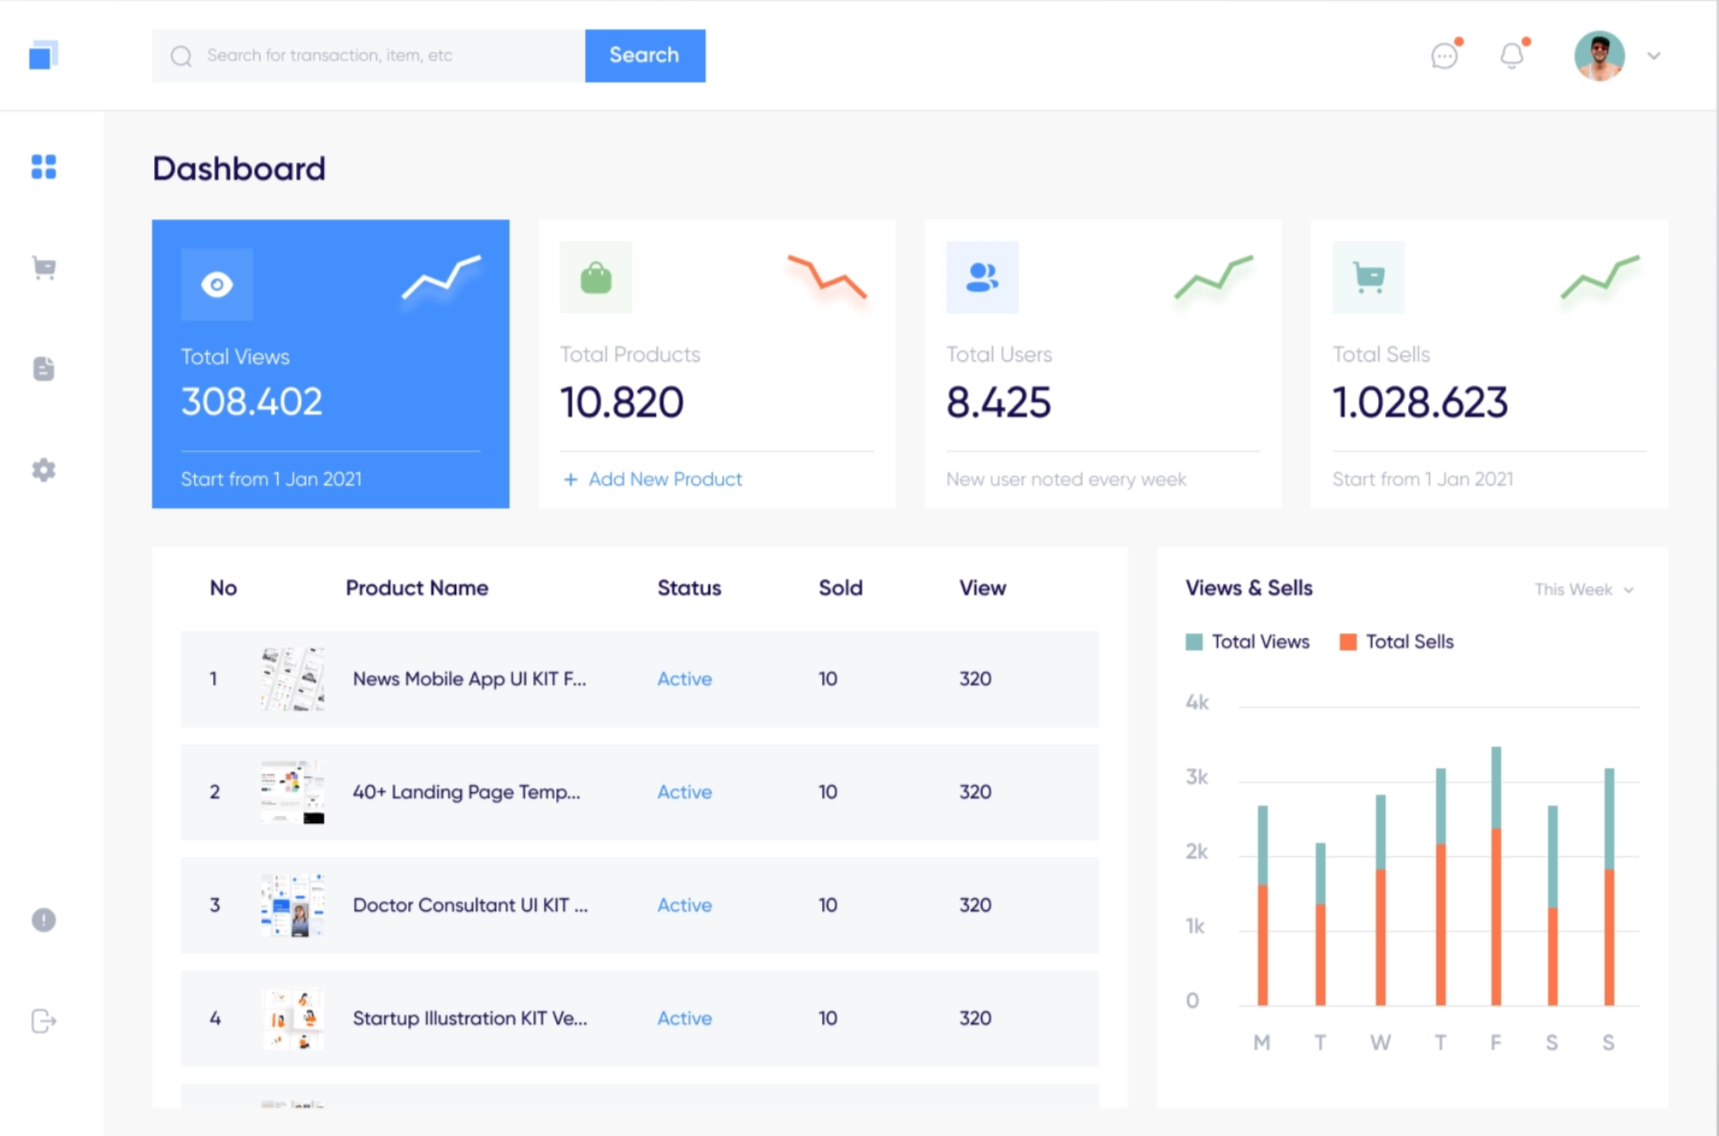 Search for transaction, item, etc
Search
Dashboard
Total Views
308.402
Start from 1 Jan 2021
Total Products
10.820
+ Add New Product
Total Users
8.425
New user noted every week
Total Sells
1.028.623
Start from 1 Jan 2021
No Product Name Status Sold View
1 News Mobile App UI KIT F... Active 10 320
2 40+ Landing Page Temp... Active 10 320
3 Doctor Consultant UI KIT ... Active 10 320
4 Startup Illustration KIT Ve... Active 10 320
Views & Sells
This Week
Total Views Total Sells
4k
3k
2k
1k
0
M T W T F S S